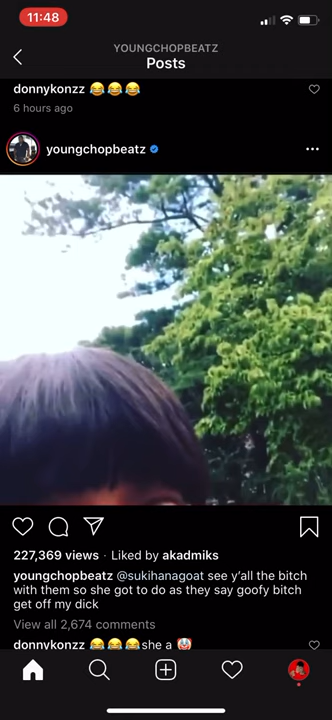 11:48
YOUNGCHOPBEATZ
Posts
donnykonzz 😂😂😂
6 hours ago
youngchopbeatz
227,369 views · Liked by akadmiks
youngchopbeatz @sukihanagoat see y'all the bitch
with them so she got to do as they say goofy bitch
get off my dick
View all 2,674 comments
donnykonzz 😂😂😂she a 🤡